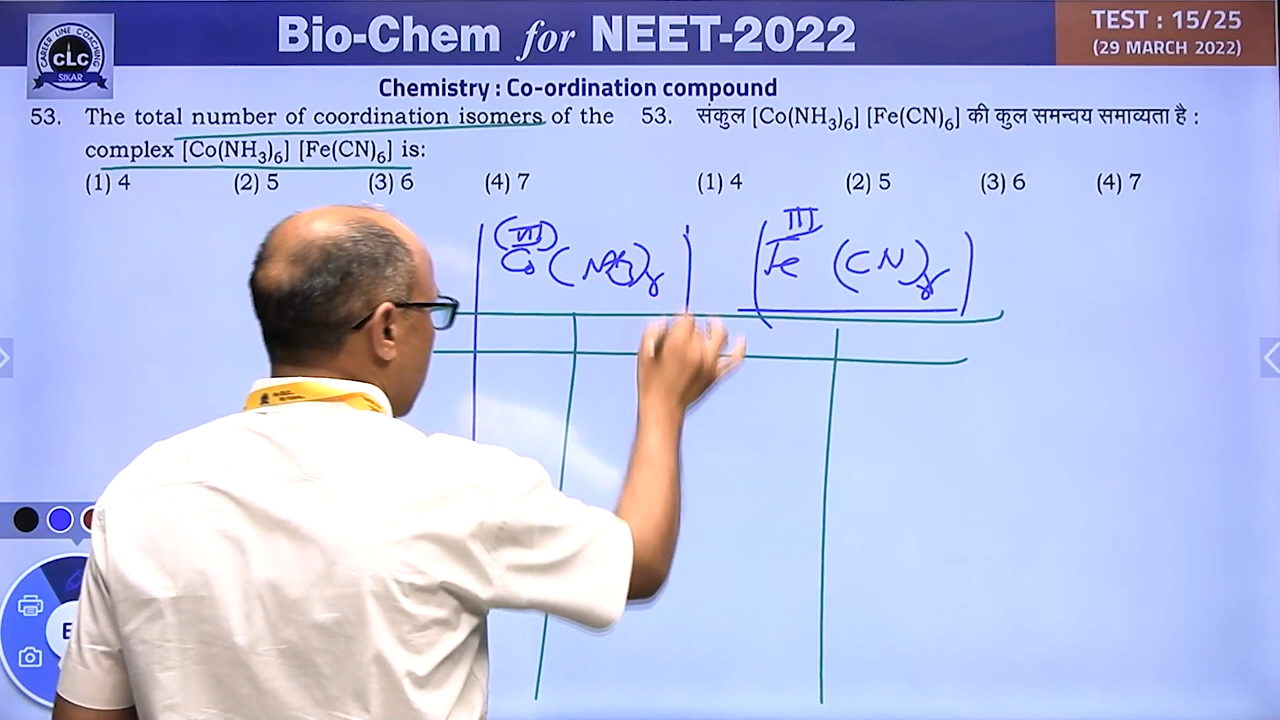 CAREER LINE COACHING
CLC
SIKAR
Bio-Chem for NEET-2022
TEST : 15/25
(29 MARCH 2022)
Chemistry : Co-ordination compound
53. The total number of coordination isomers of the complex [Co(NH₃)₆] [Fe(CN)₆] is:
(1) 4 (2) 5 (3) 6 (4) 7
53. संकुल [Co(NH₃)₆] [Fe(CN)₆] की कुल समन्वय समाव्यता है :
(1) 4 (2) 5 (3) 6 (4) 7
(III) III
Co (NH₃)₆ Fe (CN)₆
E